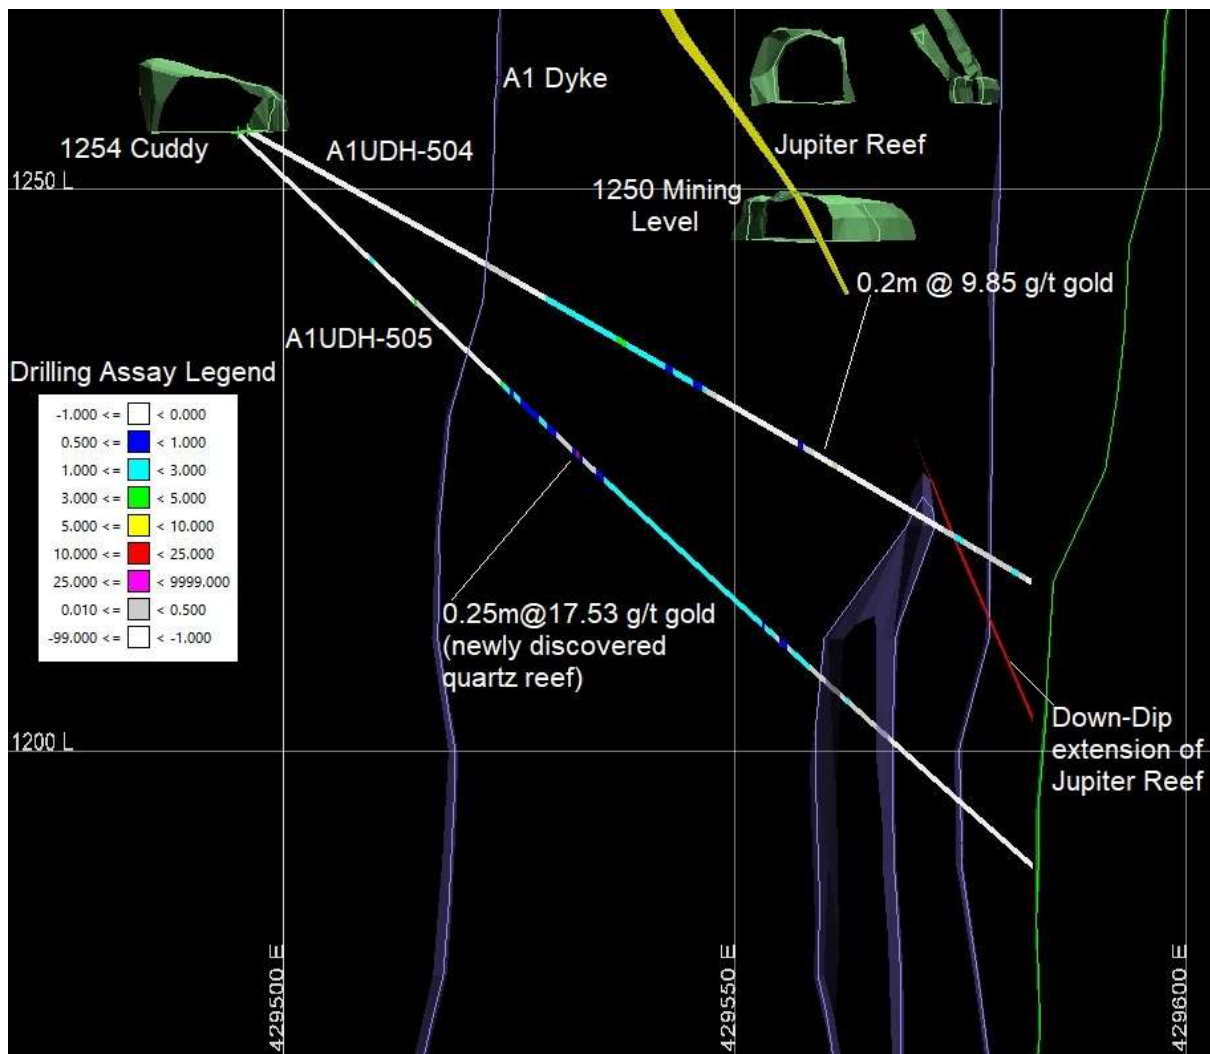 A1 Dyke
1254 Cuddy
A1UDH-504
Jupiter Reef
1250 L
1250 Mining
Level
0.2m @ 9.85 g/t gold
A1UDH-505
Drilling Assay Legend
-1.000 <= < 0.000
0.500 <= < 1.000
1.000 <= < 3.000
3.000 <= < 5.000
5.000 <= < 10.000
10.000 <= < 25.000
25.000 <= < 9999.000
0.010 <= < 0.500
-99.000 <= < -1.000
0.25m@17.53 g/t gold
(newly discovered
quartz reef)
Down-Dip
extension of
Jupiter Reef
1200 L
429500 E
429550 E
429600 E